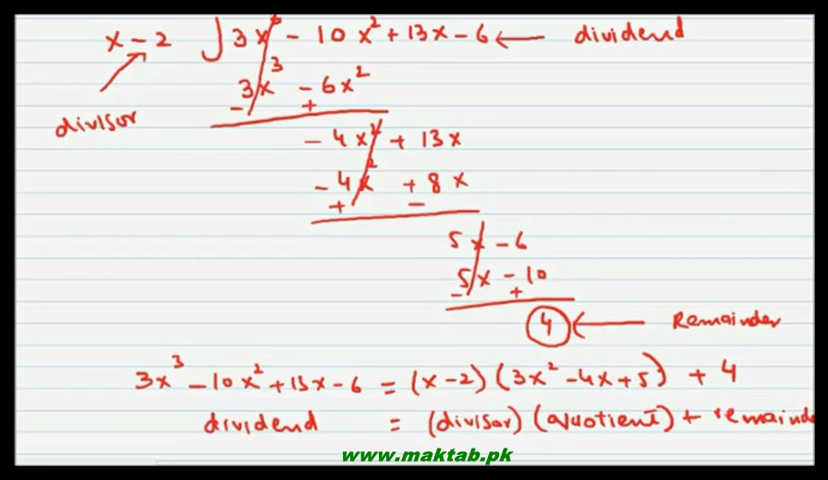 x - 2 ) 3x³ - 10x² + 13x - 6 ← dividend
3x³ - 6x²
- +
divisor
- 4x² + 13x
- 4x² + 8x
+ -
5x - 6
5x - 10
- +
4 ← Remainder
3x³ - 10x² + 13x - 6 = (x - 2) (3x² - 4x + 5) + 4
dividend = (divisor) (quotient) + remainde
www.maktab.pk